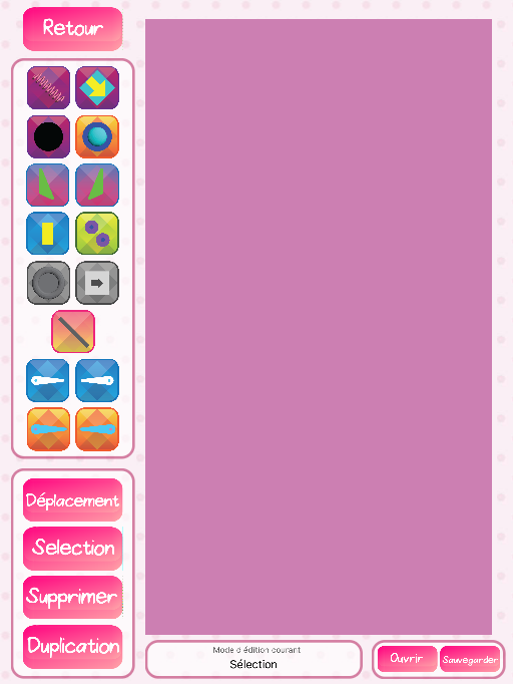 Retour
Déplacement
Selection
Supprimer
Duplication
Mode d édition courant
Sélection
Ouvrir
Sauvegarder